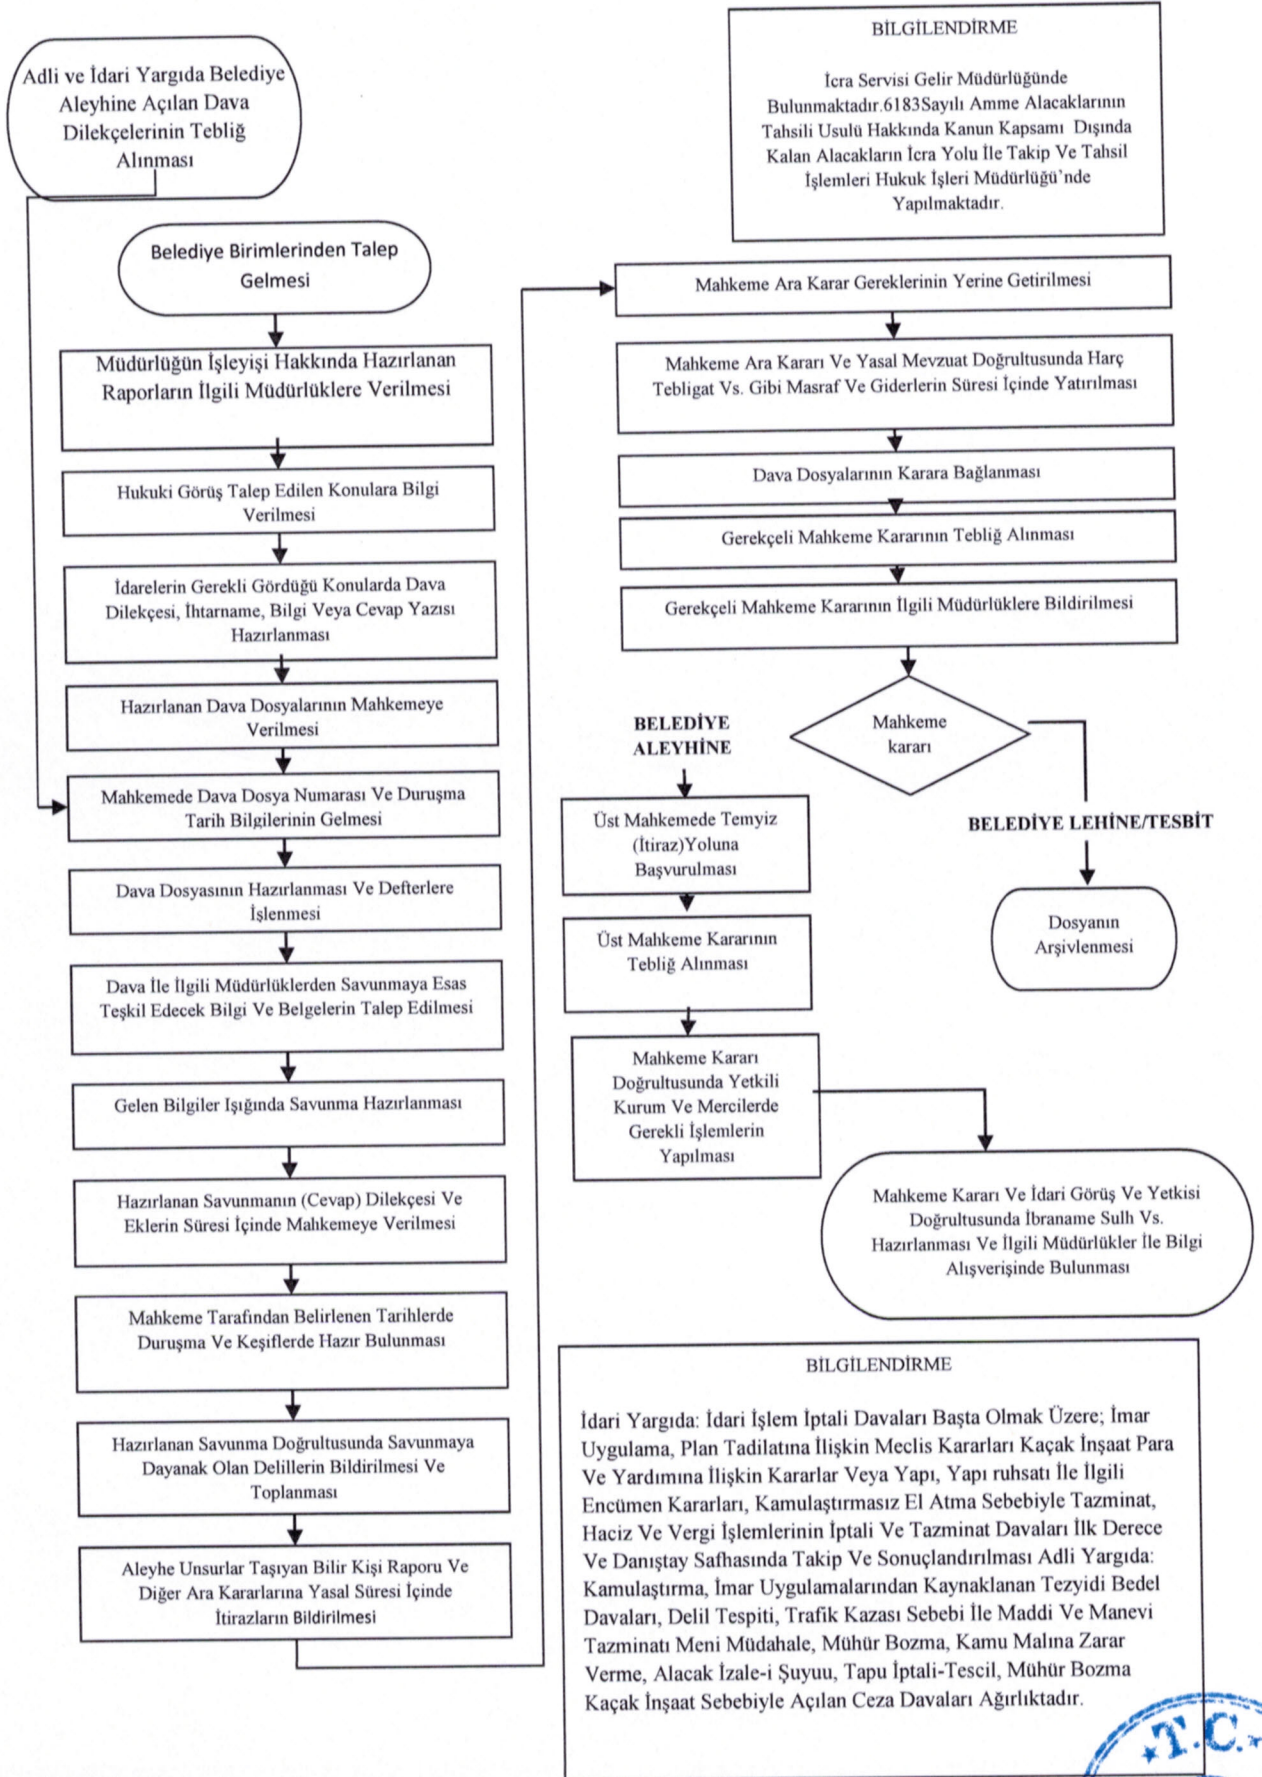 Adli ve İdari Yargıda Belediye
Aleyhine Açılan Dava
Dilekçelerinin Tebliğ
Alınması
Belediye Birimlerinden Talep
Gelmesi
Müdürlüğün İşleyişi Hakkında Hazırlanan
Raporların İlgili Müdürlüklere Verilmesi
Hukuki Görüş Talep Edilen Konulara Bilgi
Verilmesi
İdarelerin Gerekli Gördüğü Konularda Dava
Dilekçesi, İhtarname, Bilgi Veya Cevap Yazısı
Hazırlanması
Hazırlanan Dava Dosyalarının Mahkemeye
Verilmesi
Mahkemede Dava Dosya Numarası Ve Duruşma
Tarih Bilgilerinin Gelmesi
Dava Dosyasının Hazırlanması Ve Defterlere
İşlenmesi
Dava İle İlgili Müdürlüklerden Savunmaya Esas
Teşkil Edecek Bilgi Ve Belgelerin Talep Edilmesi
Gelen Bilgiler Işığında Savunma Hazırlanması
Hazırlanan Savunmanın (Cevap) Dilekçesi Ve
Eklerin Süresi İçinde Mahkemeye Verilmesi
Mahkeme Tarafından Belirlenen Tarihlerde
Duruşma Ve Keşiflerde Hazır Bulunması
Hazırlanan Savunma Doğrultusunda Savunmaya
Dayanak Olan Delillerin Bildirilmesi Ve
Toplanması
Aleyhe Unsurlar Taşıyan Bilir Kişi Raporu Ve
Diğer Ara Kararlarına Yasal Süresi İçinde
İtirazların Bildirilmesi
BİLGİLENDİRME
İcra Servisi Gelir Müdürlüğünde
Bulunmaktadır.6183Sayılı Amme Alacaklarının
Tahsili Usulü Hakkında Kanun Kapsamı Dışında
Kalan Alacakların İcra Yolu İle Takip Ve Tahsil
İşlemleri Hukuk İşleri Müdürlüğü'nde
Yapılmaktadır.
Mahkeme Ara Karar Gereklerinin Yerine Getirilmesi
Mahkeme Ara Kararı Ve Yasal Mevzuat Doğrultusunda Harç
Tebligat Vs. Gibi Masraf Ve Giderlerin Süresi İçinde Yatırılması
Dava Dosyalarının Karara Bağlanması
Gerekçeli Mahkeme Kararının Tebliğ Alınması
Gerekçeli Mahkeme Kararının İlgili Müdürlüklere Bildirilmesi
Mahkeme
kararı
BELEDİYE
ALEYHİNE
Üst Mahkemede Temyiz
(İtiraz)Yoluna
Başvurulması
Üst Mahkeme Kararının
Tebliğ Alınması
Mahkeme Kararı
Doğrultusunda Yetkili
Kurum Ve Mercilerde
Gerekli İşlemlerin
Yapılması
BELEDİYE LEHİNE/TESBİT
Dosyanın
Arşivlenmesi
Mahkeme Kararı Ve İdari Görüş Ve Yetkisi
Doğrultusunda İbraname Sulh Vs.
Hazırlanması Ve İlgili Müdürlükler İle Bilgi
Alışverişinde Bulunması
BİLGİLENDİRME
İdari Yargıda: İdari İşlem İptali Davaları Başta Olmak Üzere; İmar
Uygulama, Plan Tadilatına İlişkin Meclis Kararları Kaçak İnşaat Para
Ve Yardımına İlişkin Kararlar Veya Yapı, Yapı ruhsatı İle İlgili
Encümen Kararları, Kamulaştırmasız El Atma Sebebiyle Tazminat,
Haciz Ve Vergi İşlemlerinin İptali Ve Tazminat Davaları İlk Derece
Ve Danıştay Safhasında Takip Ve Sonuçlandırılması Adli Yargıda:
Kamulaştırma, İmar Uygulamalarından Kaynaklanan Tezyidi Bedel
Davaları, Delil Tespiti, Trafik Kazası Sebebi İle Maddi Ve Manevi
Tazminatı Meni Müdahale, Mühür Bozma, Kamu Malına Zarar
Verme, Alacak İzale-i Şuyuu, Tapu İptali-Tescil, Mühür Bozma
Kaçak İnşaat Sebebiyle Açılan Ceza Davaları Ağırlıktadır.
T.C.